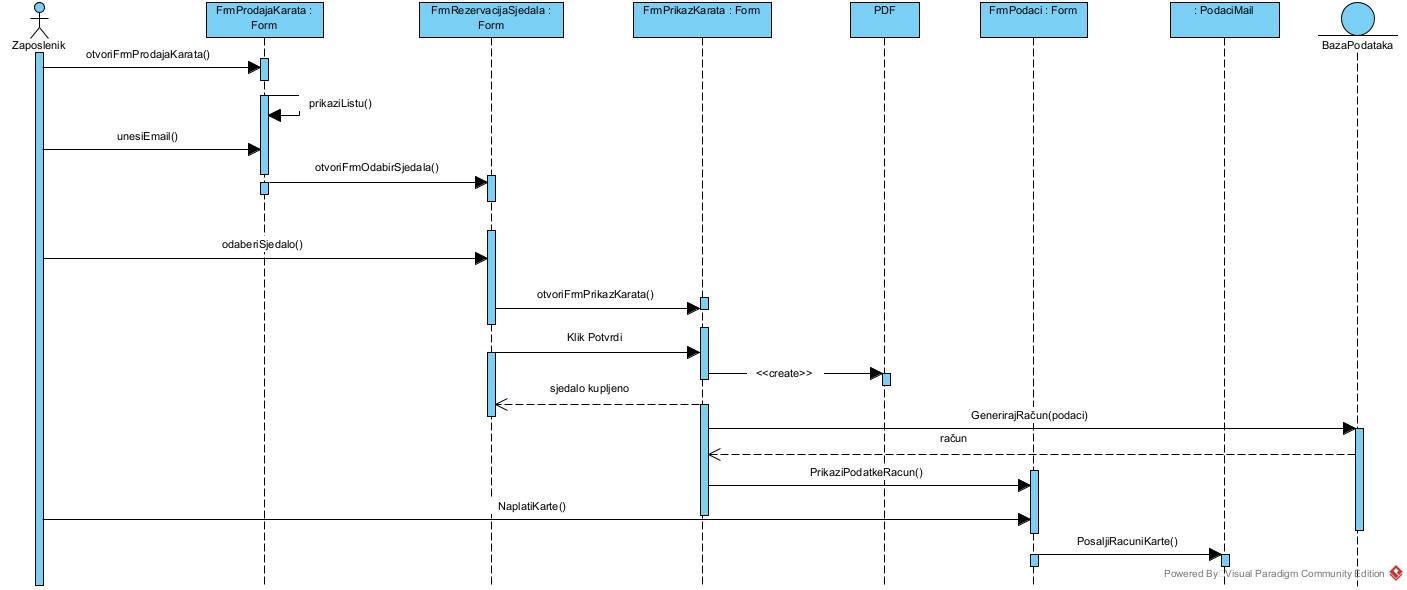 FrmProdajaKarata :
Form
FrmRezervacijaSjedala :
Form
FrmPrikazKarata : Form
PDF
FrmPodaci : Form
: PodaciMail
Zaposlenik
BazaPodataka
otvoriFrmProdajaKarata()
prikaziListu()
unesiEmail()
otvoriFrmOdabirSjedala()
odaberiSjedalo()
otvoriFrmPrikazKarata()
Klik Potvrdi
<<create>>
sjedalo kupljeno
GenerirajRačun(podaci)
račun
PrikaziPodatkeRacun()
NaplatiKarte()
PosaljiRacuniKarte()
Powered By Visual Paradigm Community Edition